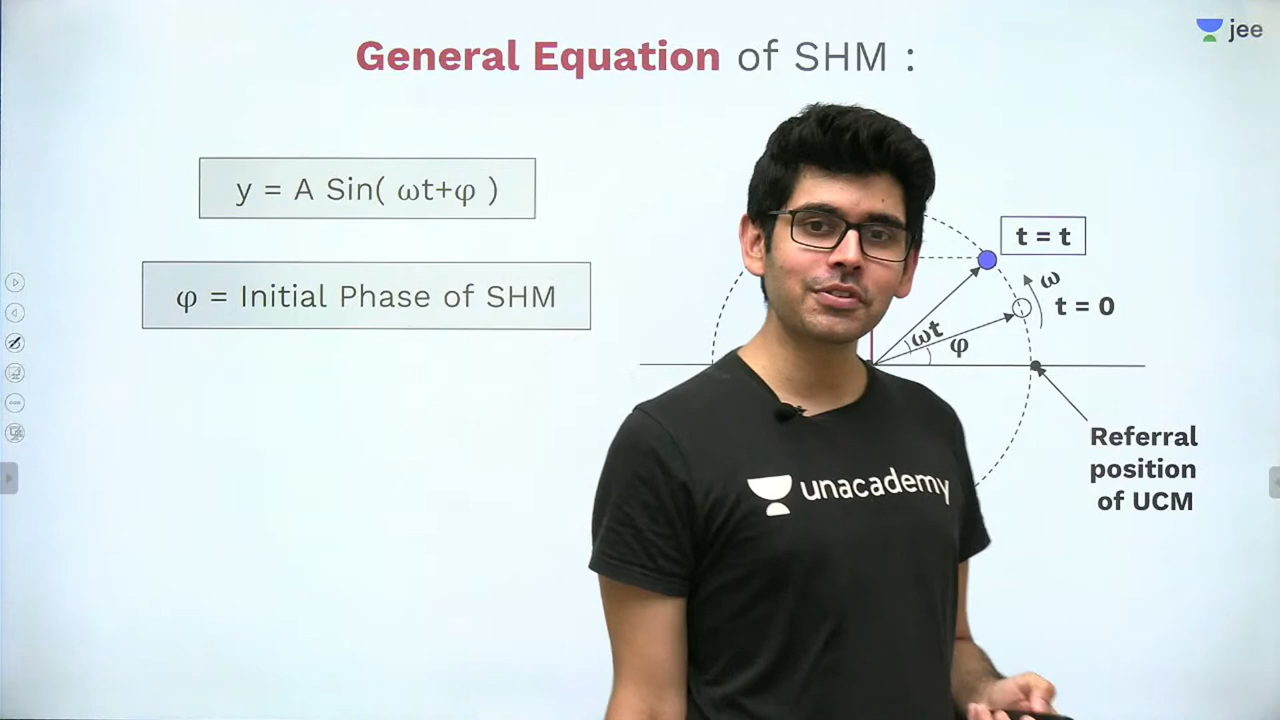 General Equation of SHM :
jee
y = A Sin( ωt+φ )
φ = Initial Phase of SHM
t = t
ω
t = 0
ωt
φ
Referral
position
of UCM
unacademy